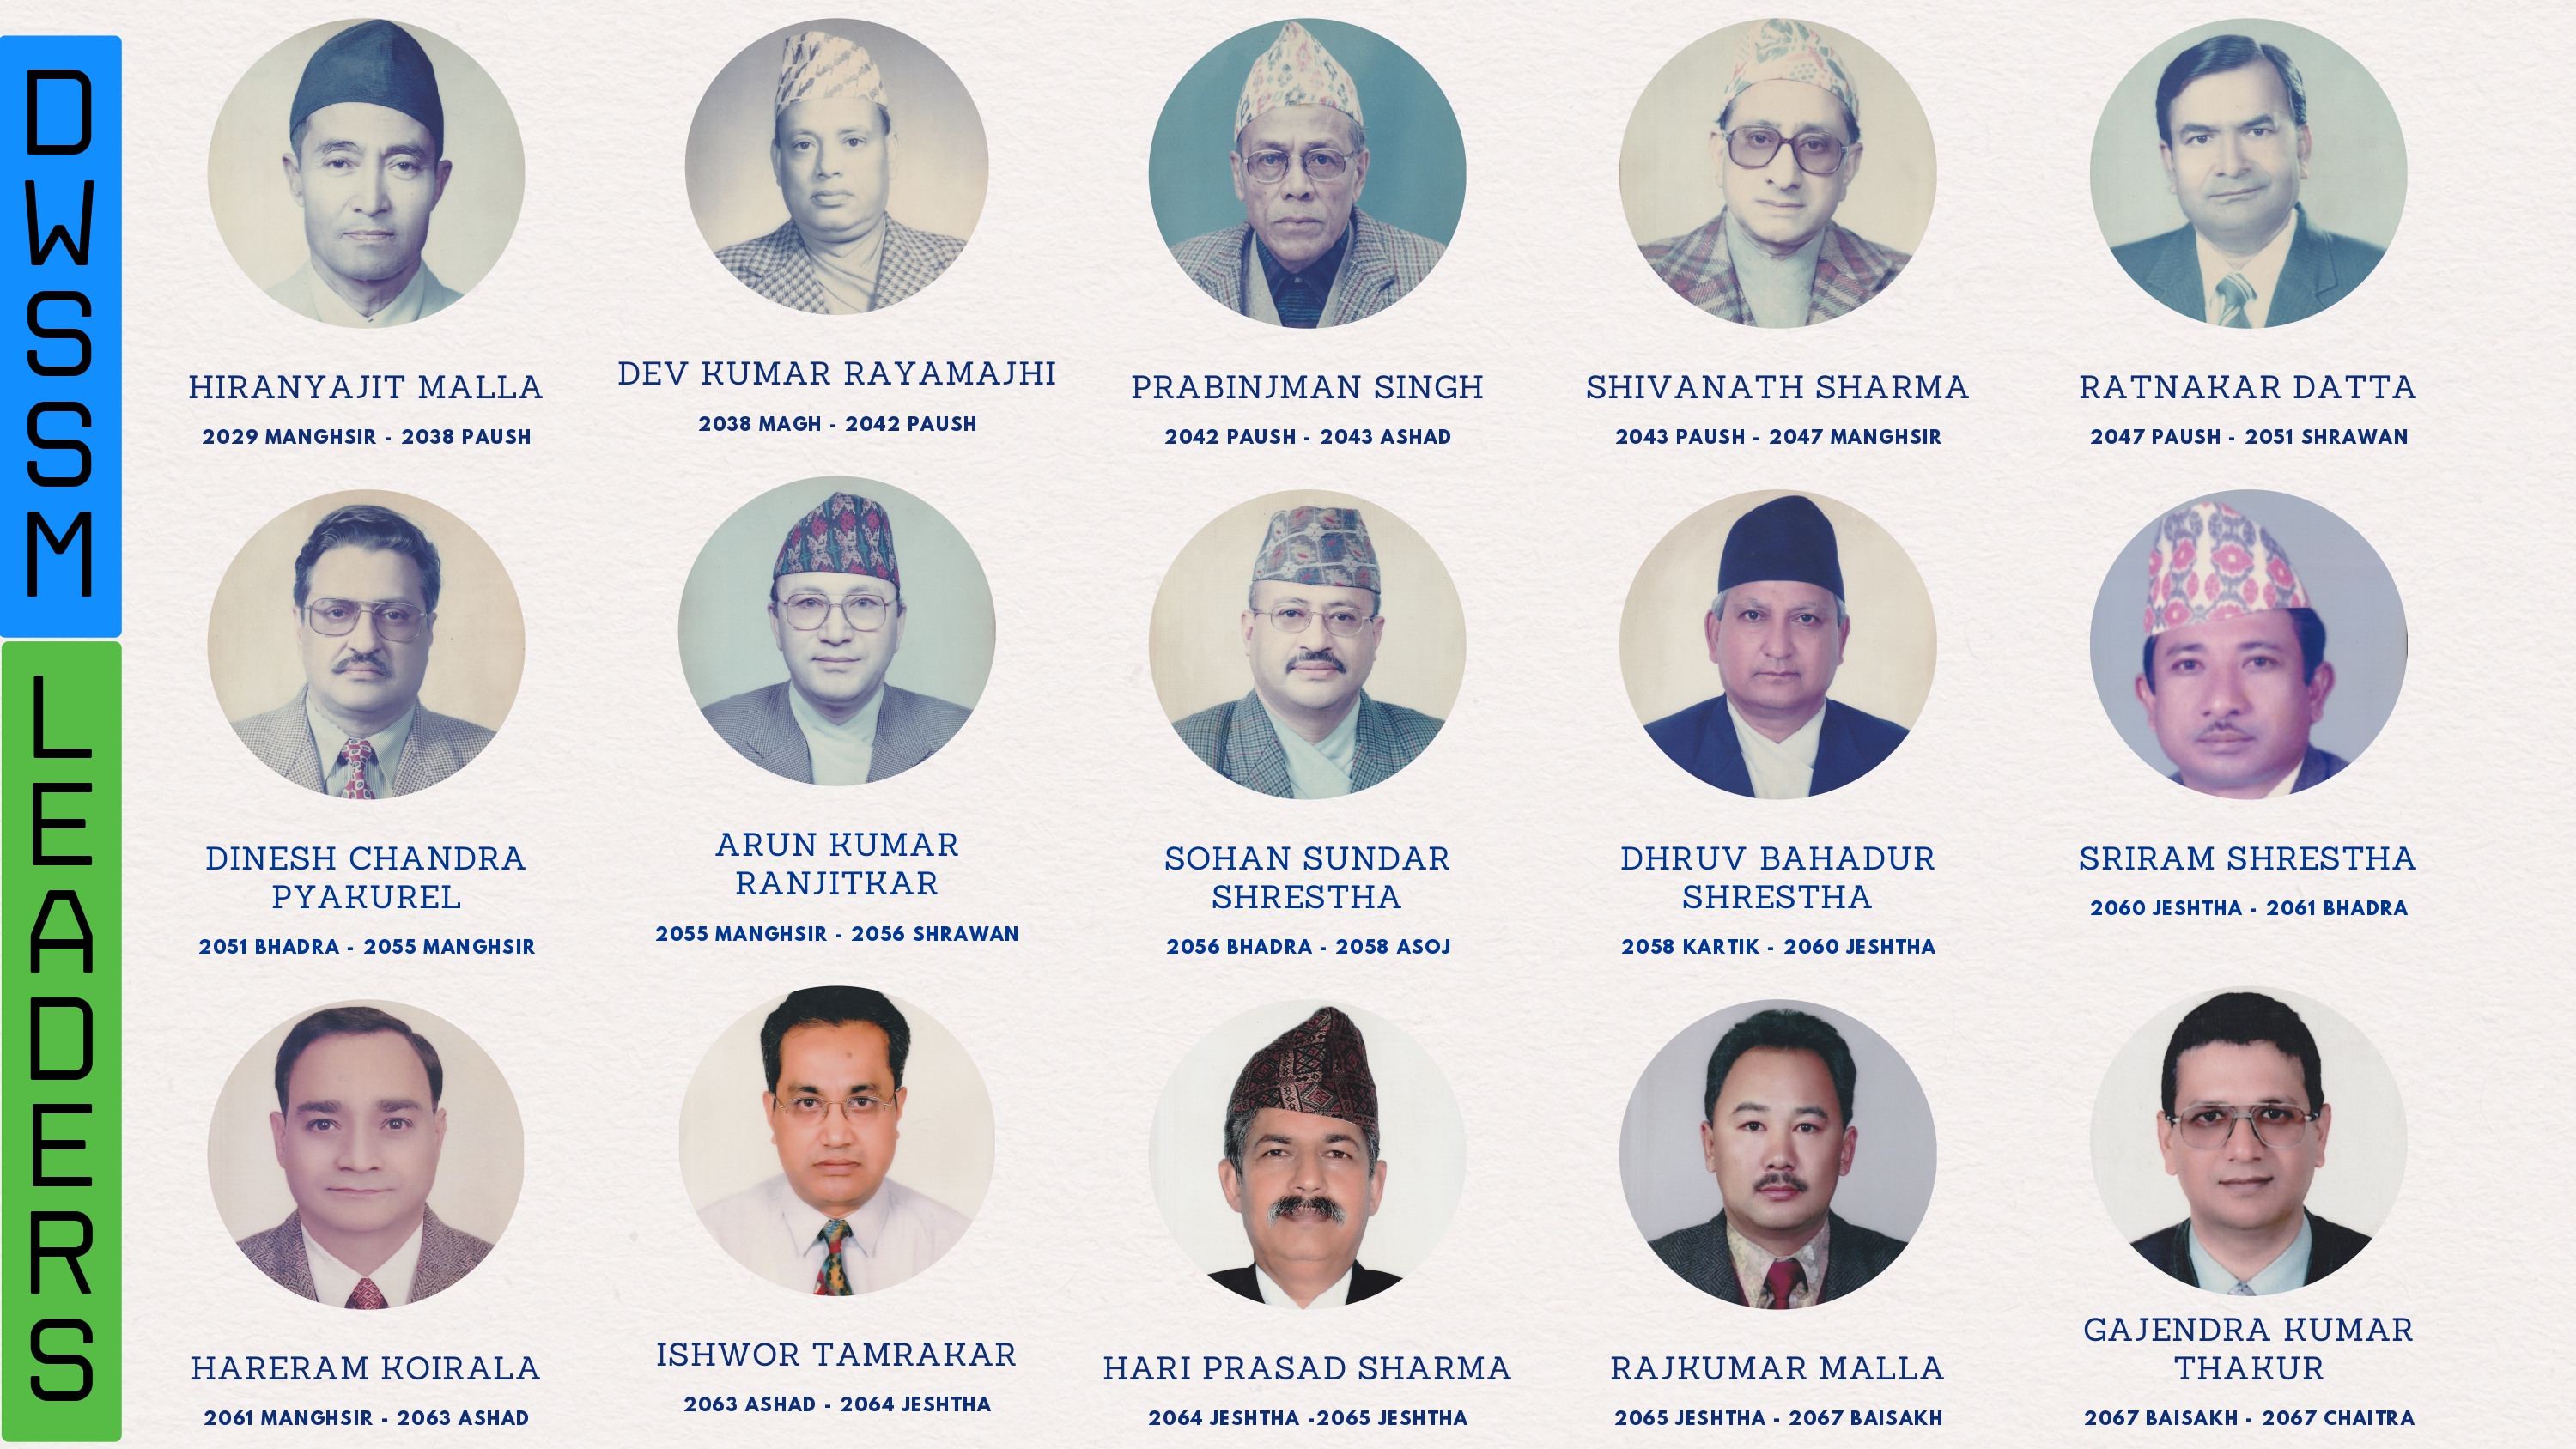 DWSSM
LEADERS
HIRANYAJIT MALLA
2029 MANGHSIR - 2038 PAUSH
DEV KUMAR RAYAMAJHI
2038 MAGH - 2042 PAUSH
PRABINJMAN SINGH
2042 PAUSH - 2043 ASHAD
SHIVANATH SHARMA
2043 PAUSH - 2047 MANGHSIR
RATNAKAR DATTA
2047 PAUSH - 2051 SHRAWAN
DINESH CHANDRA
PYAKUREL
2051 BHADRA - 2055 MANGHSIR
ARUN KUMAR
RANJITKAR
2055 MANGHSIR - 2056 SHRAWAN
SOHAN SUNDAR
SHRESTHA
2056 BHADRA - 2058 ASOJ
DHRUV BAHADUR
SHRESTHA
2058 KARTIK - 2060 JESHTHA
SRIRAM SHRESTHA
2060 JESHTHA - 2061 BHADRA
HARERAM KOIRALA
2061 MANGHSIR - 2063 ASHAD
ISHWOR TAMRAKAR
2063 ASHAD - 2064 JESHTHA
HARI PRASAD SHARMA
2064 JESHTHA -2065 JESHTHA
RAJKUMAR MALLA
2065 JESHTHA - 2067 BAISAKH
GAJENDRA KUMAR
THAKUR
2067 BAISAKH - 2067 CHAITRA